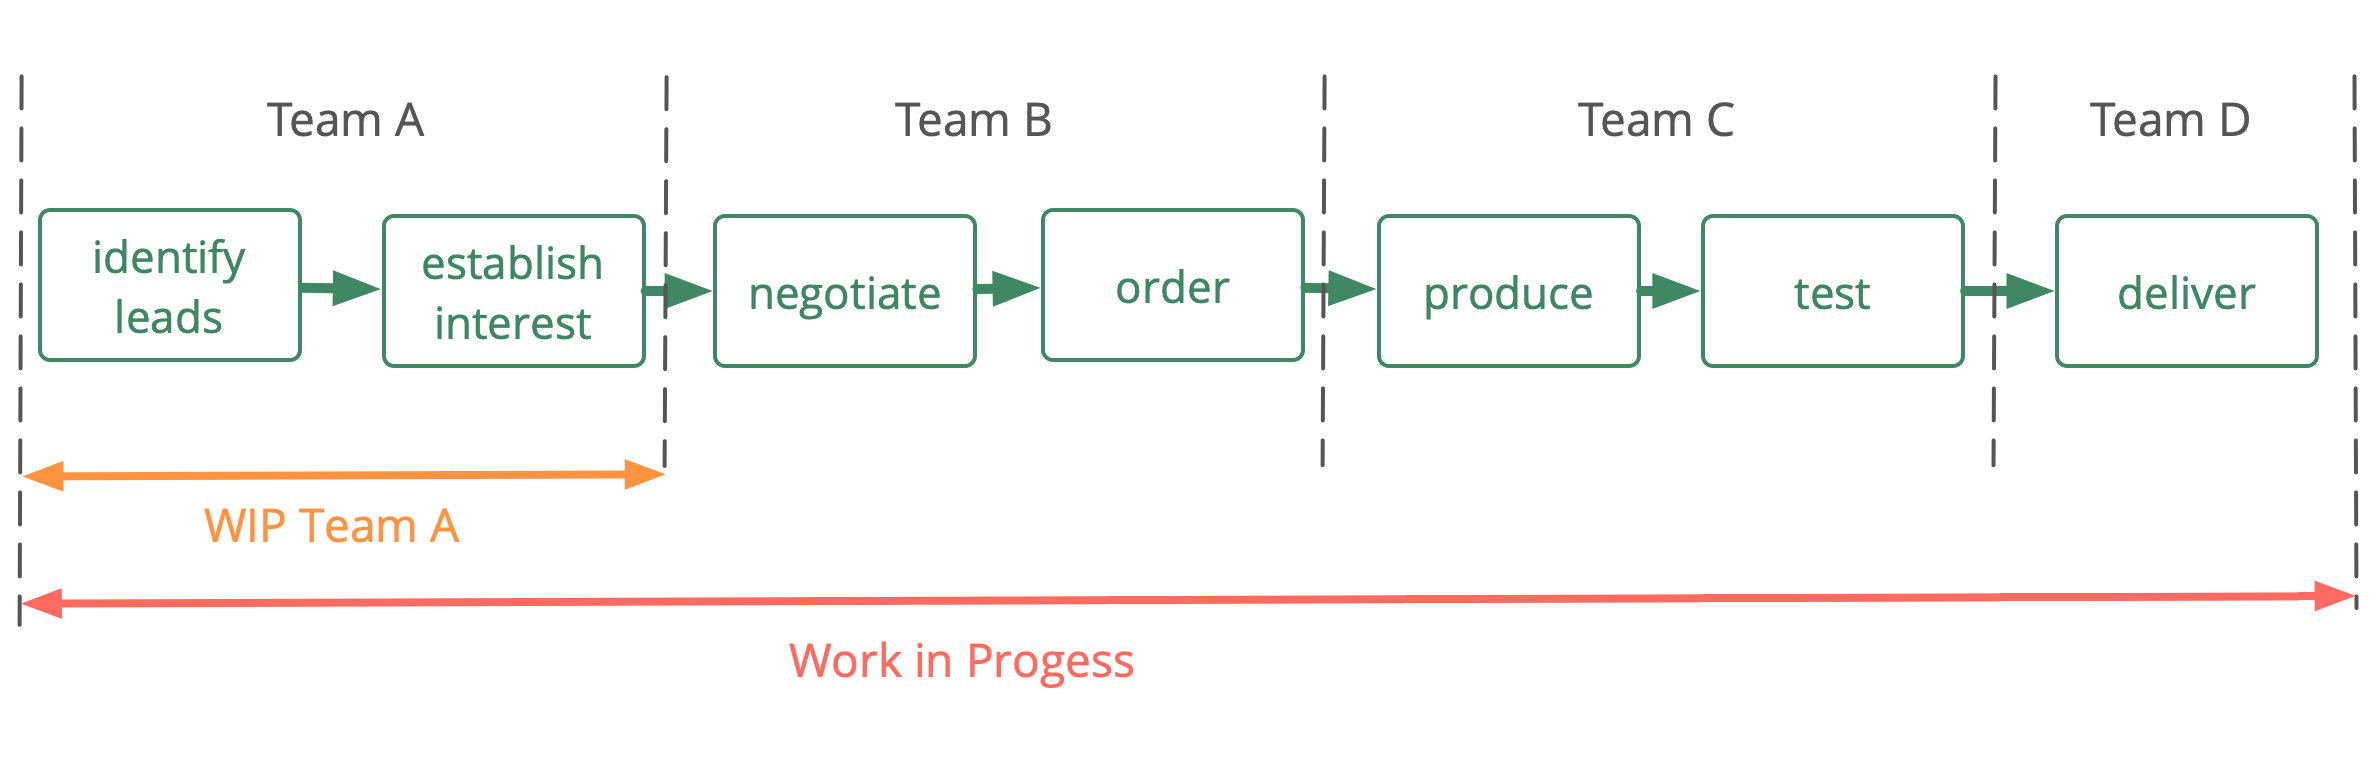 Team A
Team B
Team C
Team D
identify
leads
establish
interest
negotiate
order
produce
test
deliver
WIP Team A
Work in Progess